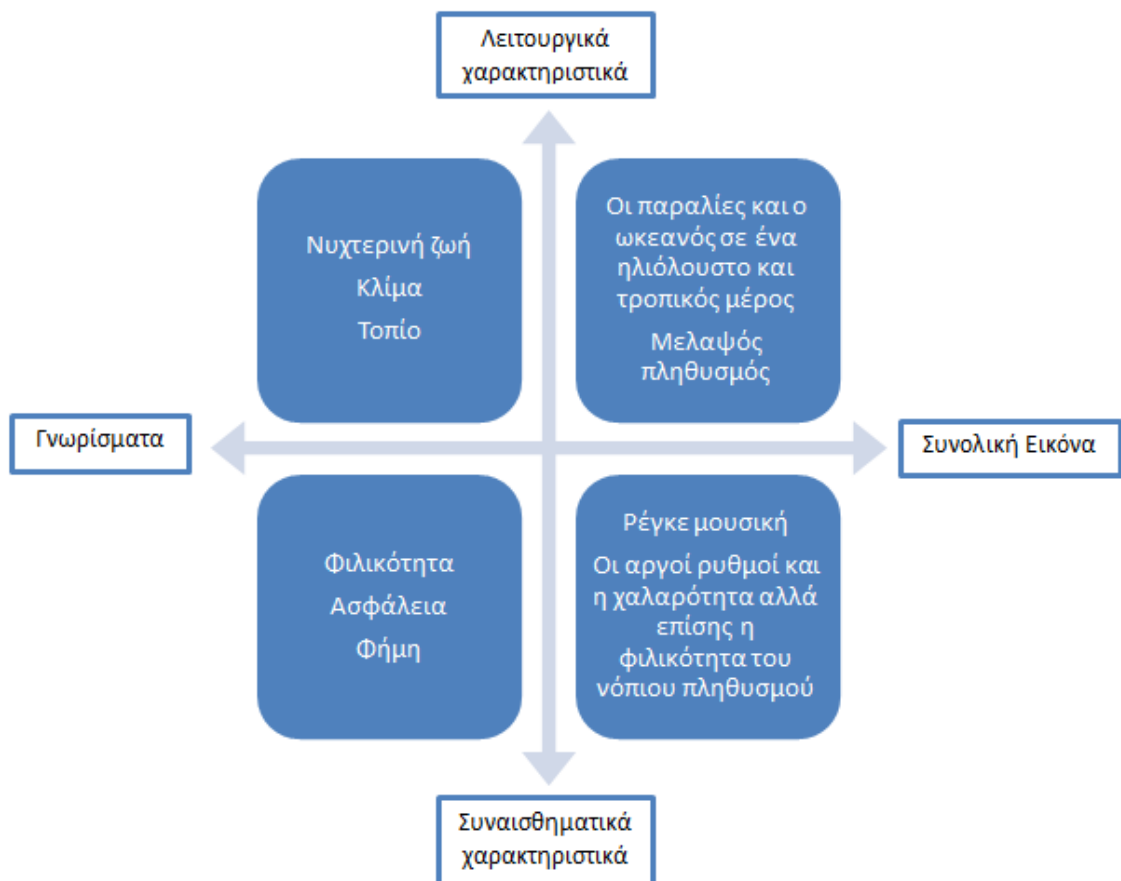 Λειτουργικά
χαρακτηριστικά
Νυχτερινή ζωή
Κλίμα
Τοπίο
Οι παραλίες και ο
ωκεανός σε ένα
ηλιόλουστο και
τροπικός μέρος
Μελαψός
πληθυσμός
Γνωρίσματα
Συνολική Εικόνα
Φιλικότητα
Ασφάλεια
Φήμη
Ρέγκε μουσική
Οι αργοί ρυθμοί και
η χαλαρότητα αλλά
επίσης η
φιλικότητα του
νόπιου πληθυσμού
Συναισθηματικά
χαρακτηριστικά